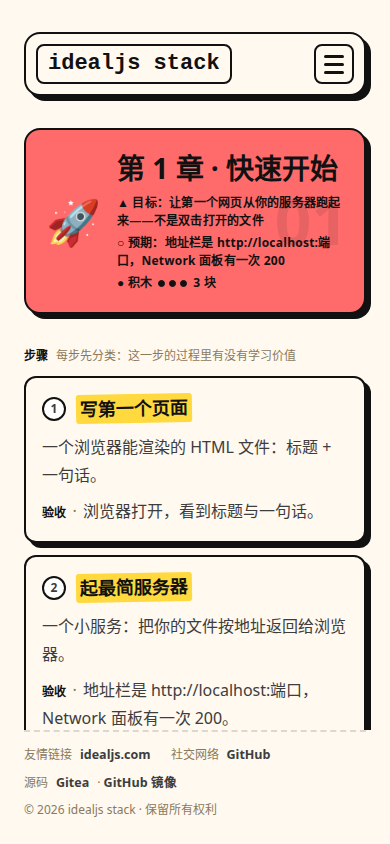 idealjs stack
第 1 章 · 快速开始
01
▲ 目标：让第一个网页从你的服务器跑起
来——不是双击打开的文件
○ 预期：地址栏是 http://localhost:端
口，Network 面板有一次 200
● 积木 ●●● 3 块
步骤 每步先分类：这一步的过程里有没有学习价值
1 写第一个页面
一个浏览器能渲染的 HTML 文件：标题 +
一句话。
验收 · 浏览器打开，看到标题与一句话。
2 起最简服务器
一个小服务：把你的文件按地址返回给浏览
器。
验收 · 地址栏是 http://localhost:端口，
Network 面板有一次 200。
友情链接 idealjs.com 社交网络 GitHub
源码 Gitea · GitHub 镜像
© 2026 idealjs stack · 保留所有权利